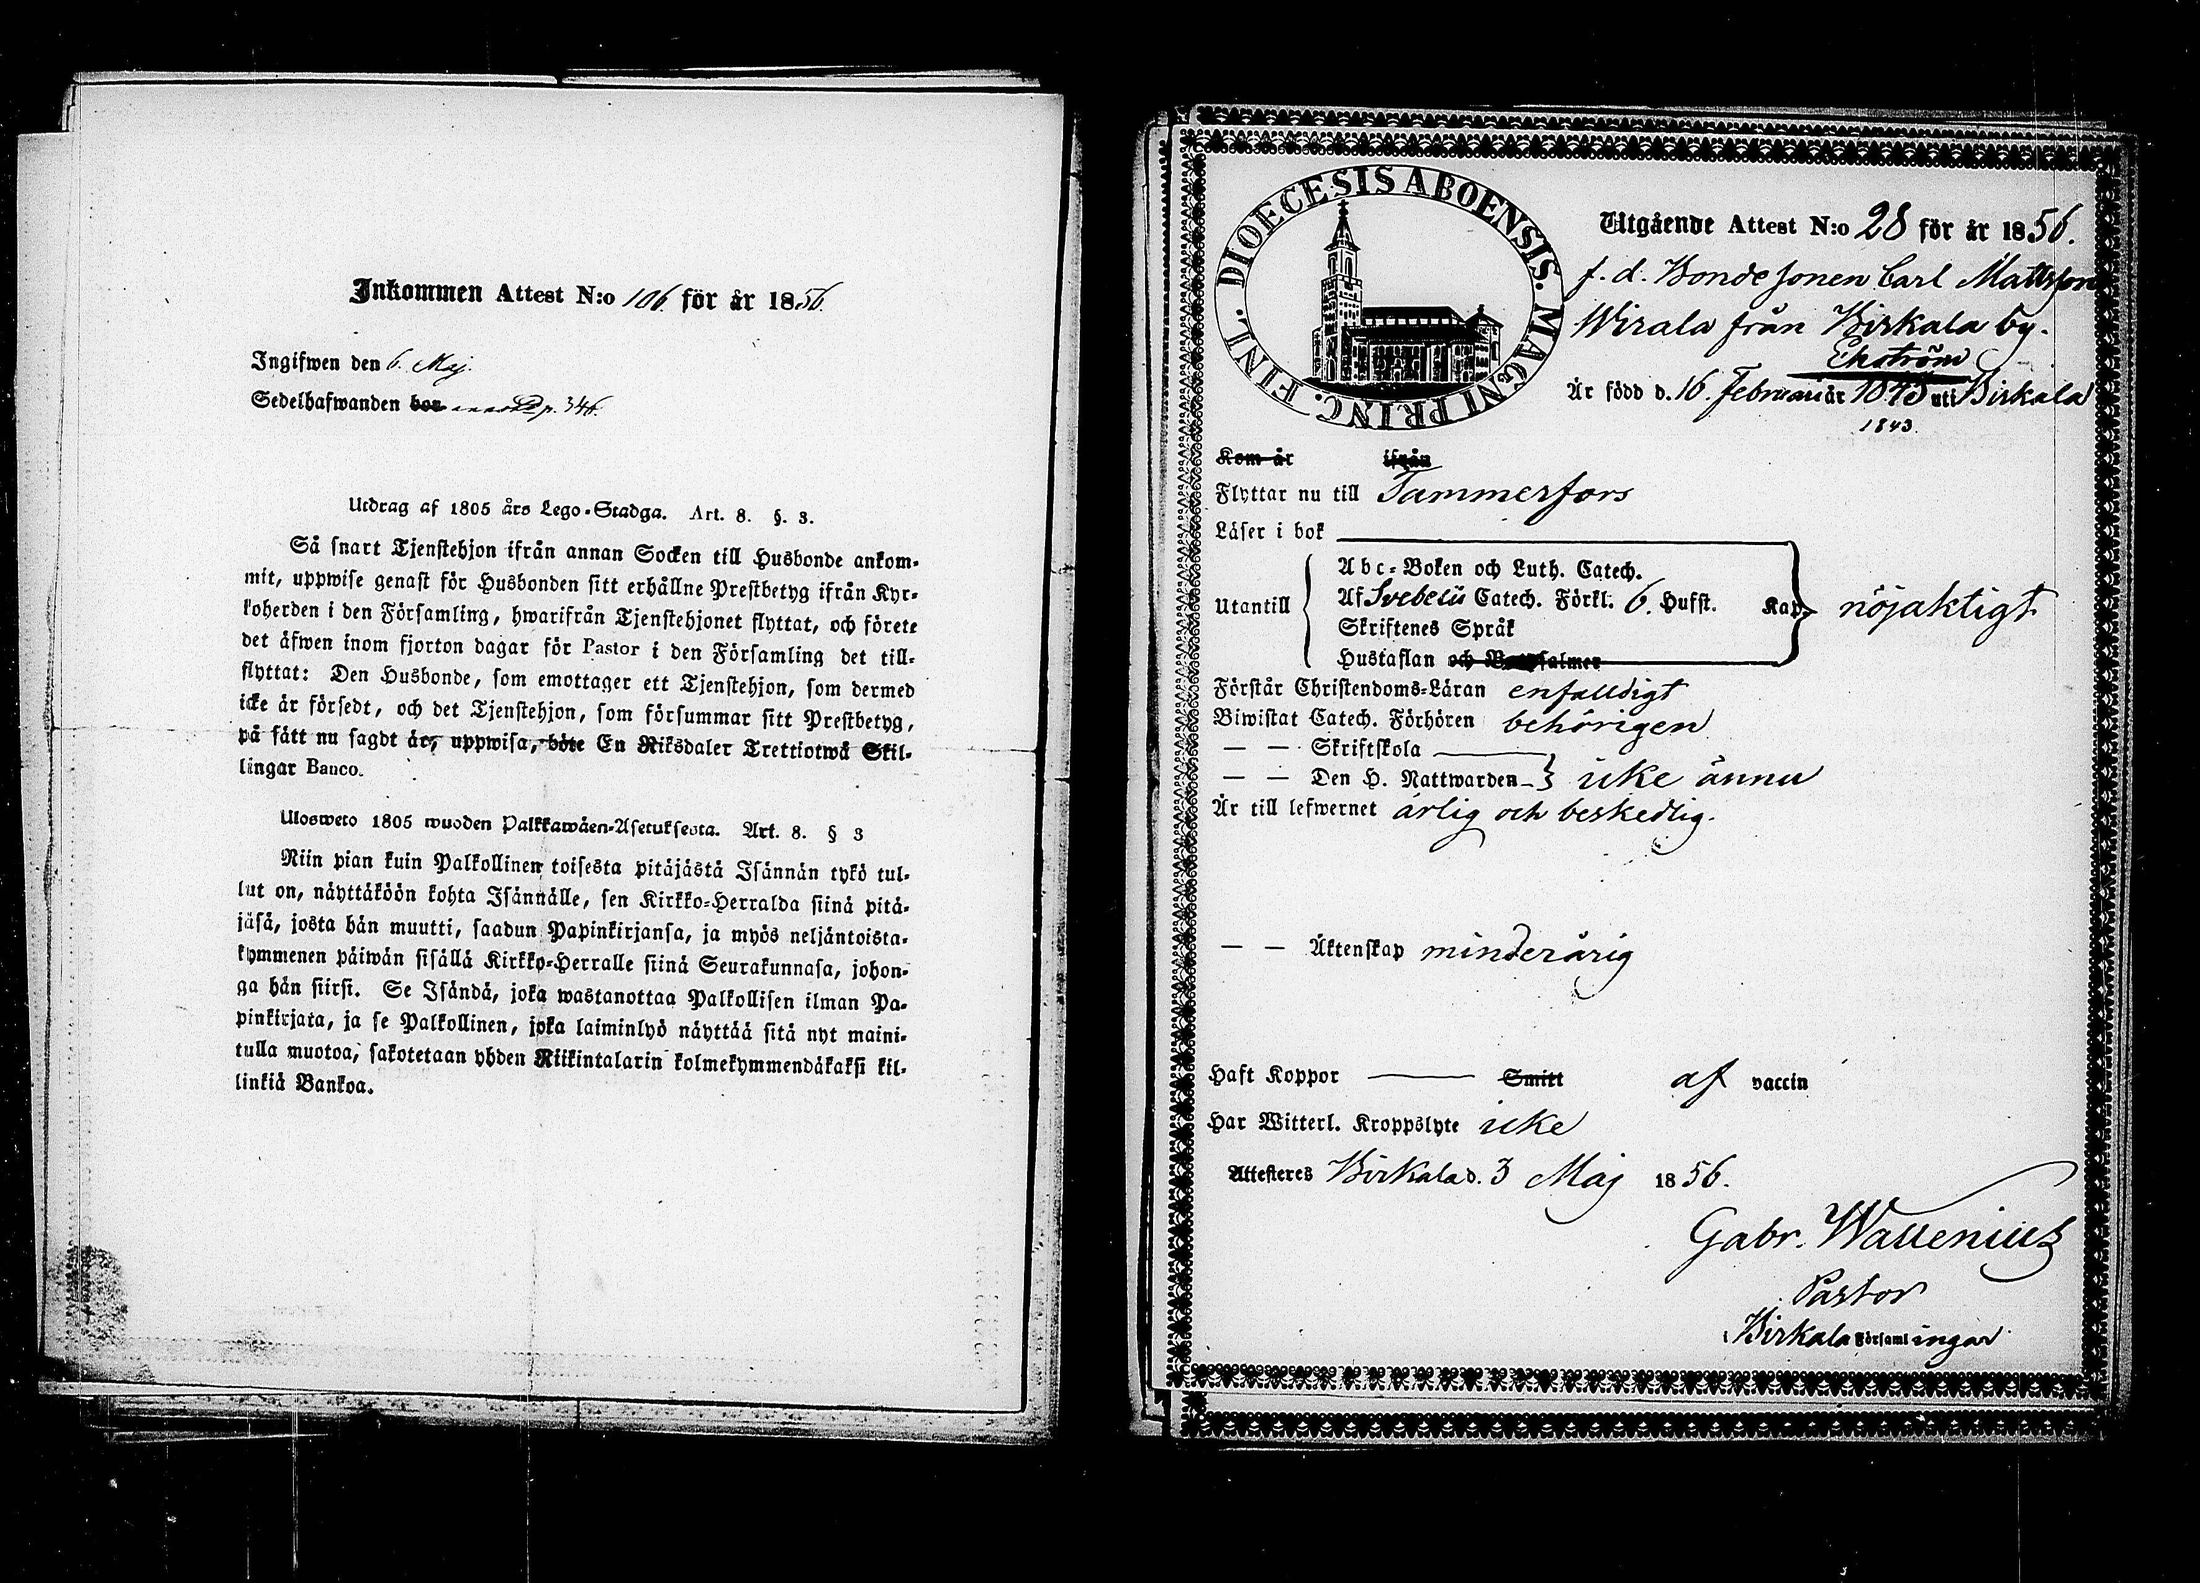 Inkommen Attest N:o 106. för år 1856.
Ingifwen den 6. Maj.
Sedelhafwanden bor p. 346.
Utdrag af 1805 års Lego-Stadga. Art. 8. §. 3.
Så snart Tjenstehjon ifrån annan Socken till Husbonde ankom-
mit, uppwise genast för Husbonden sitt erhållne Prestbetyg ifrån Kyr-
koherden i den Församling, hwarifrån Tjenstehjonet flyttat, och förete
det äfwen inom fjorton dagar för Pastor i den Församling det till-
flyttat: Den Husbonde, som emottager ett Tjenstehjon, som dermed
icke är försedt, och det Tjenstehjon, som försummar sitt Prestbetyg,
på sätt nu sagdt är, uppwisa, böte En Riksdaler Trettiotwå Skil-
lingar Banco.
Ulosweto 1805 wuoden Palkkawäen-Asetuksesta. Art. 8. § 3
Niin pian kuin Palkollinen toisesta pitäjästä Isännän tykö tul-
lut on, näyttäköön kohta Isännälle, sen Kirkko-Herralda siinä pitä-
jäsä, josta hän muutti, saadun Papinkirjansa, ja myös neljäntoista-
kymmenen päiwän sisällä Kirkko-Herralle siinä Seurakunnasa, johon-
ga hän siirsi. Se Isändä, joka wastanottaa Palkollisen ilman Pa-
pinkirjata, ja se Palkollinen, joka laiminlyö näyttää sitä nyt maini-
tulla muotoa, sakotetaan yhden Riikintalarin kolmekymmendäkaksi kil-
linkiä Bankoa.
DIOECESIS ABOENSIS. MAGNI PRINC. FINL.
Utgående Attest N:o 28 för år 1856.
f. d. Bondesonen Carl Mattsson
Wirala från Birkala by.
Ekström
Är född d. 16. Februari år 1843 uti Birkala
1843.
Kom år ifrån
Flyttar nu till Tammerfors
Läser i bok
Abc-Boken och Luth. Catech.
Utantill Af Svebelii Catech. Förkl. 6. Hufst. Kap. nöjaktigt
Skriftenes Språk
Hustaflan och Botpsalmer
Förstår Christendoms-Läran enfaldigt
Biwistat Catech. Förhören behörigen
— — Skriftskola
— — Den H. Nattwarden icke ännu
Är till lefwernet ärlig och beskedlig.
— — Äktenskap minderårig
Haft Koppor Smitt af vaccin
Har Witterl. Kroppslyte icke
Attesteres Birkala d. 3 Maj 1856.
Gabr. Wallenius
Pastor
Birkala Församlingar